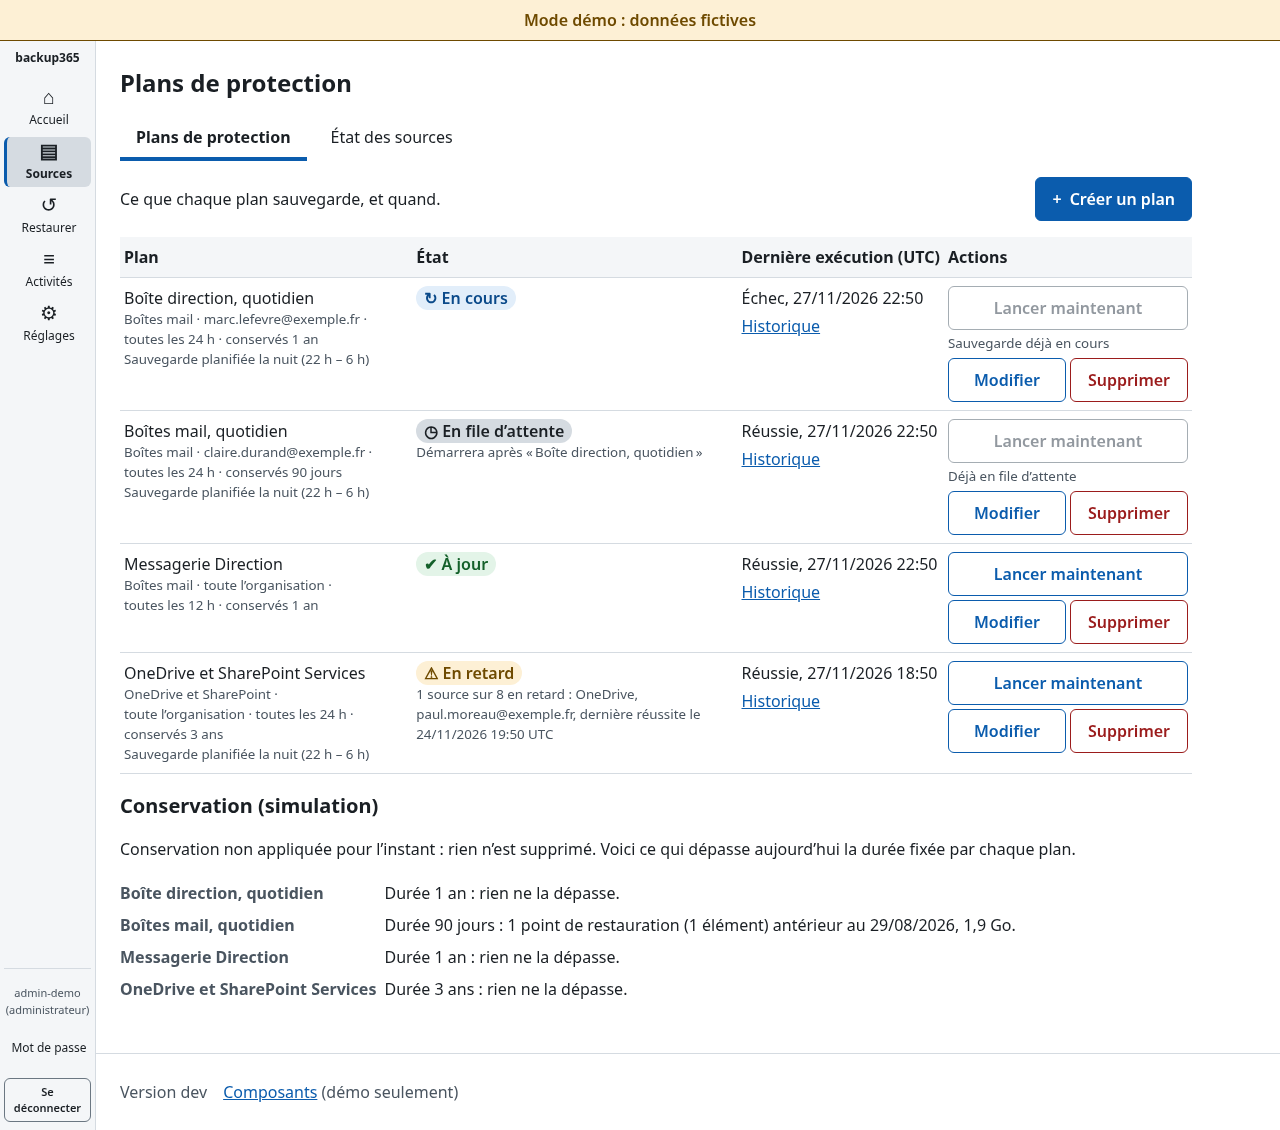 Mode démo : données fictives
backup365
Accueil
Sources
Restaurer
Activités
Réglages
admin-demo
(administrateur)
Mot de passe
Se
déconnecter
Plans de protection
Plans de protection
État des sources
Ce que chaque plan sauvegarde, et quand.
+ Créer un plan
Plan État Dernière exécution (UTC) Actions
Boîte direction, quotidien
Boîtes mail · marc.lefevre@exemple.fr ·
toutes les 24 h · conservés 1 an
Sauvegarde planifiée la nuit (22 h – 6 h)
↻ En cours
Échec, 27/11/2026 22:50
Historique
Lancer maintenant
Sauvegarde déjà en cours
Modifier
Supprimer
Boîtes mail, quotidien
Boîtes mail · claire.durand@exemple.fr ·
toutes les 24 h · conservés 90 jours
Sauvegarde planifiée la nuit (22 h – 6 h)
En file d’attente
Démarrera après « Boîte direction, quotidien »
Réussie, 27/11/2026 22:50
Historique
Lancer maintenant
Déjà en file d’attente
Modifier
Supprimer
Messagerie Direction
Boîtes mail · toute l’organisation ·
toutes les 12 h · conservés 1 an
✔ À jour
Réussie, 27/11/2026 22:50
Historique
Lancer maintenant
Modifier
Supprimer
OneDrive et SharePoint Services
OneDrive et SharePoint ·
toute l’organisation · toutes les 24 h ·
conservés 3 ans
Sauvegarde planifiée la nuit (22 h – 6 h)
⚠ En retard
1 source sur 8 en retard : OneDrive,
paul.moreau@exemple.fr, dernière réussite le
24/11/2026 19:50 UTC
Réussie, 27/11/2026 18:50
Historique
Lancer maintenant
Modifier
Supprimer
Conservation (simulation)
Conservation non appliquée pour l’instant : rien n’est supprimé. Voici ce qui dépasse aujourd’hui la durée fixée par chaque plan.
Boîte direction, quotidien Durée 1 an : rien ne la dépasse.
Boîtes mail, quotidien Durée 90 jours : 1 point de restauration (1 élément) antérieur au 29/08/2026, 1,9 Go.
Messagerie Direction Durée 1 an : rien ne la dépasse.
OneDrive et SharePoint Services Durée 3 ans : rien ne la dépasse.
Version dev Composants (démo seulement)